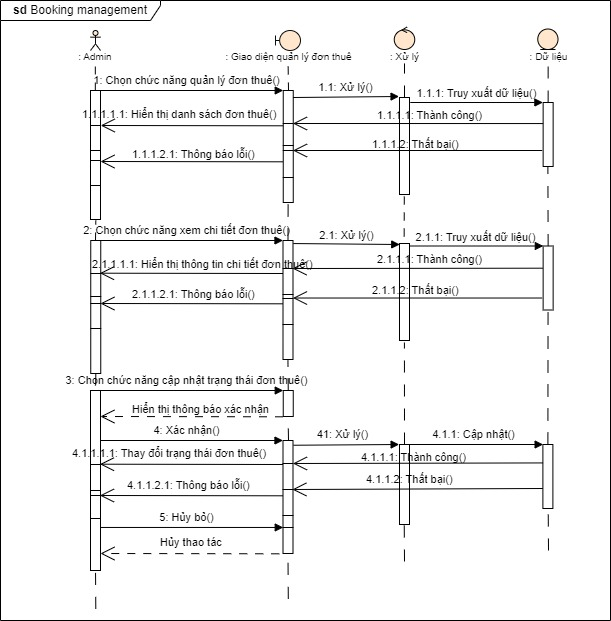 sd Booking management
: Admin
: Giao diện quản lý đơn thuê
: Xử lý
: Dữ liệu
1: Chọn chức năng quản lý đơn thuê()
1.1: Xử lý()
1.1.1: Truy xuất dữ liệu()
1.1.1.1.1: Hiển thị danh sách đơn thuê()
1.1.1.1: Thành công()
1.1.1.2: Thất bại()
1.1.1.2.1: Thông báo lỗi()
2: Chọn chức năng xem chi tiết đơn thuê()
2.1: Xử lý()
2.1.1: Truy xuất dữ liệu()
2.1.1.1.1: Hiển thị thông tin chi tiết đơn thuê()
2.1.1.1: Thành công()
2.1.1.2: Thất bại()
2.1.1.2.1: Thông báo lỗi()
3: Chọn chức năng cập nhật trạng thái đơn thuê()
Hiển thị thông báo xác nhận
4: Xác nhận()
41: Xử lý()
4.1.1: Cập nhật()
4.1.1.1.1: Thay đổi trạng thái đơn thuê()
4.1.1.1: Thành công()
4.1.1.2: Thất bại()
4.1.1.2.1: Thông báo lỗi()
5: Hủy bỏ()
Hủy thao tác